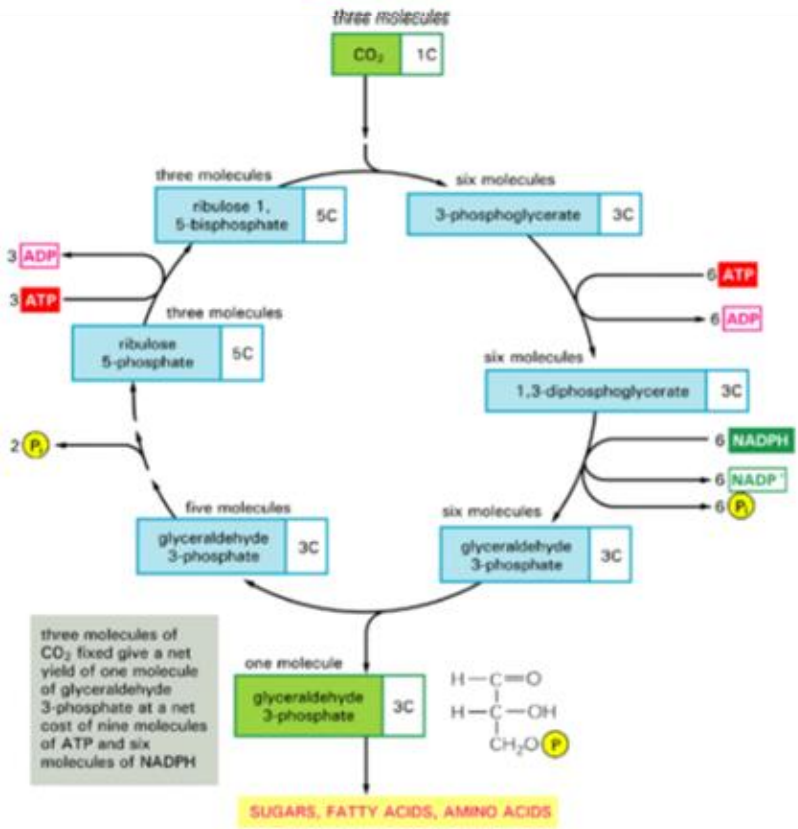 three molecules
CO₂ 1C
three molecules
ribulose 1,
5-bisphosphate
5C
six molecules
3-phosphoglycerate 3C
3 ADP
3 ATP
6 ATP
6 ADP
three molecules
ribulose
5-phosphate
5C
six molecules
1,3-diphosphoglycerate 3C
2 Pi
6 NADPH
6 NADP⁺
6 Pi
five molecules
glyceraldehyde
3-phosphate
3C
six molecules
glyceraldehyde
3-phosphate
3C
three molecules of
CO₂ fixed give a net
yield of one molecule
of glyceraldehyde
3-phosphate at a net
cost of nine molecules
of ATP and six
molecules of NADPH
one molecule
glyceraldehyde
3-phosphate
3C
H—C=O
H—C—OH
CH₂O P
SUGARS, FATTY ACIDS, AMINO ACIDS